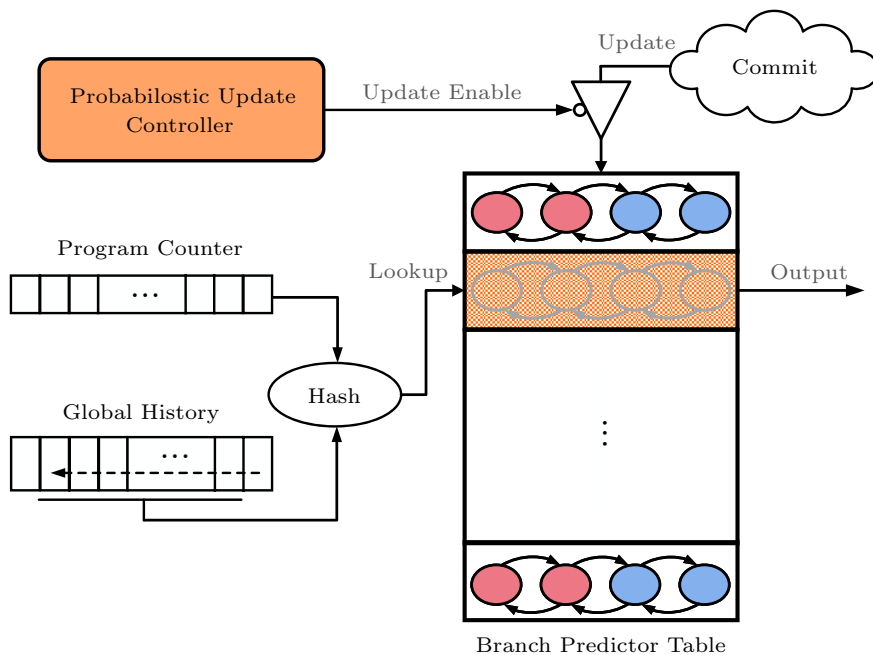 Update
Commit
Probabilostic Update
Controller
Update Enable
Program Counter
...
Lookup
Output
Hash
Global History
...
...
Branch Predictor Table